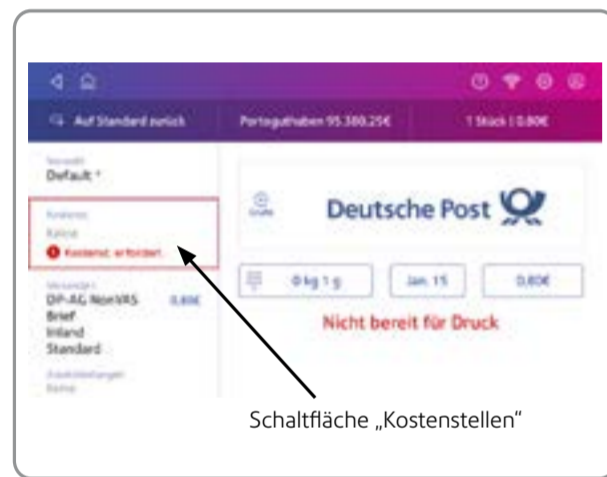 Auf Standard zurück
Portoguthaben 95.380,25€
1 Stück | 0.80€
Default *
Keine
Kostenst. erfordert.
DP-AG NonVAS 0,80€
Brief
Inland
Standard
Keine
Deutsche Post
0 kg 1 g
Jan. 15
0,80€
Nicht bereit für Druck
Schaltfläche „Kostenstellen“